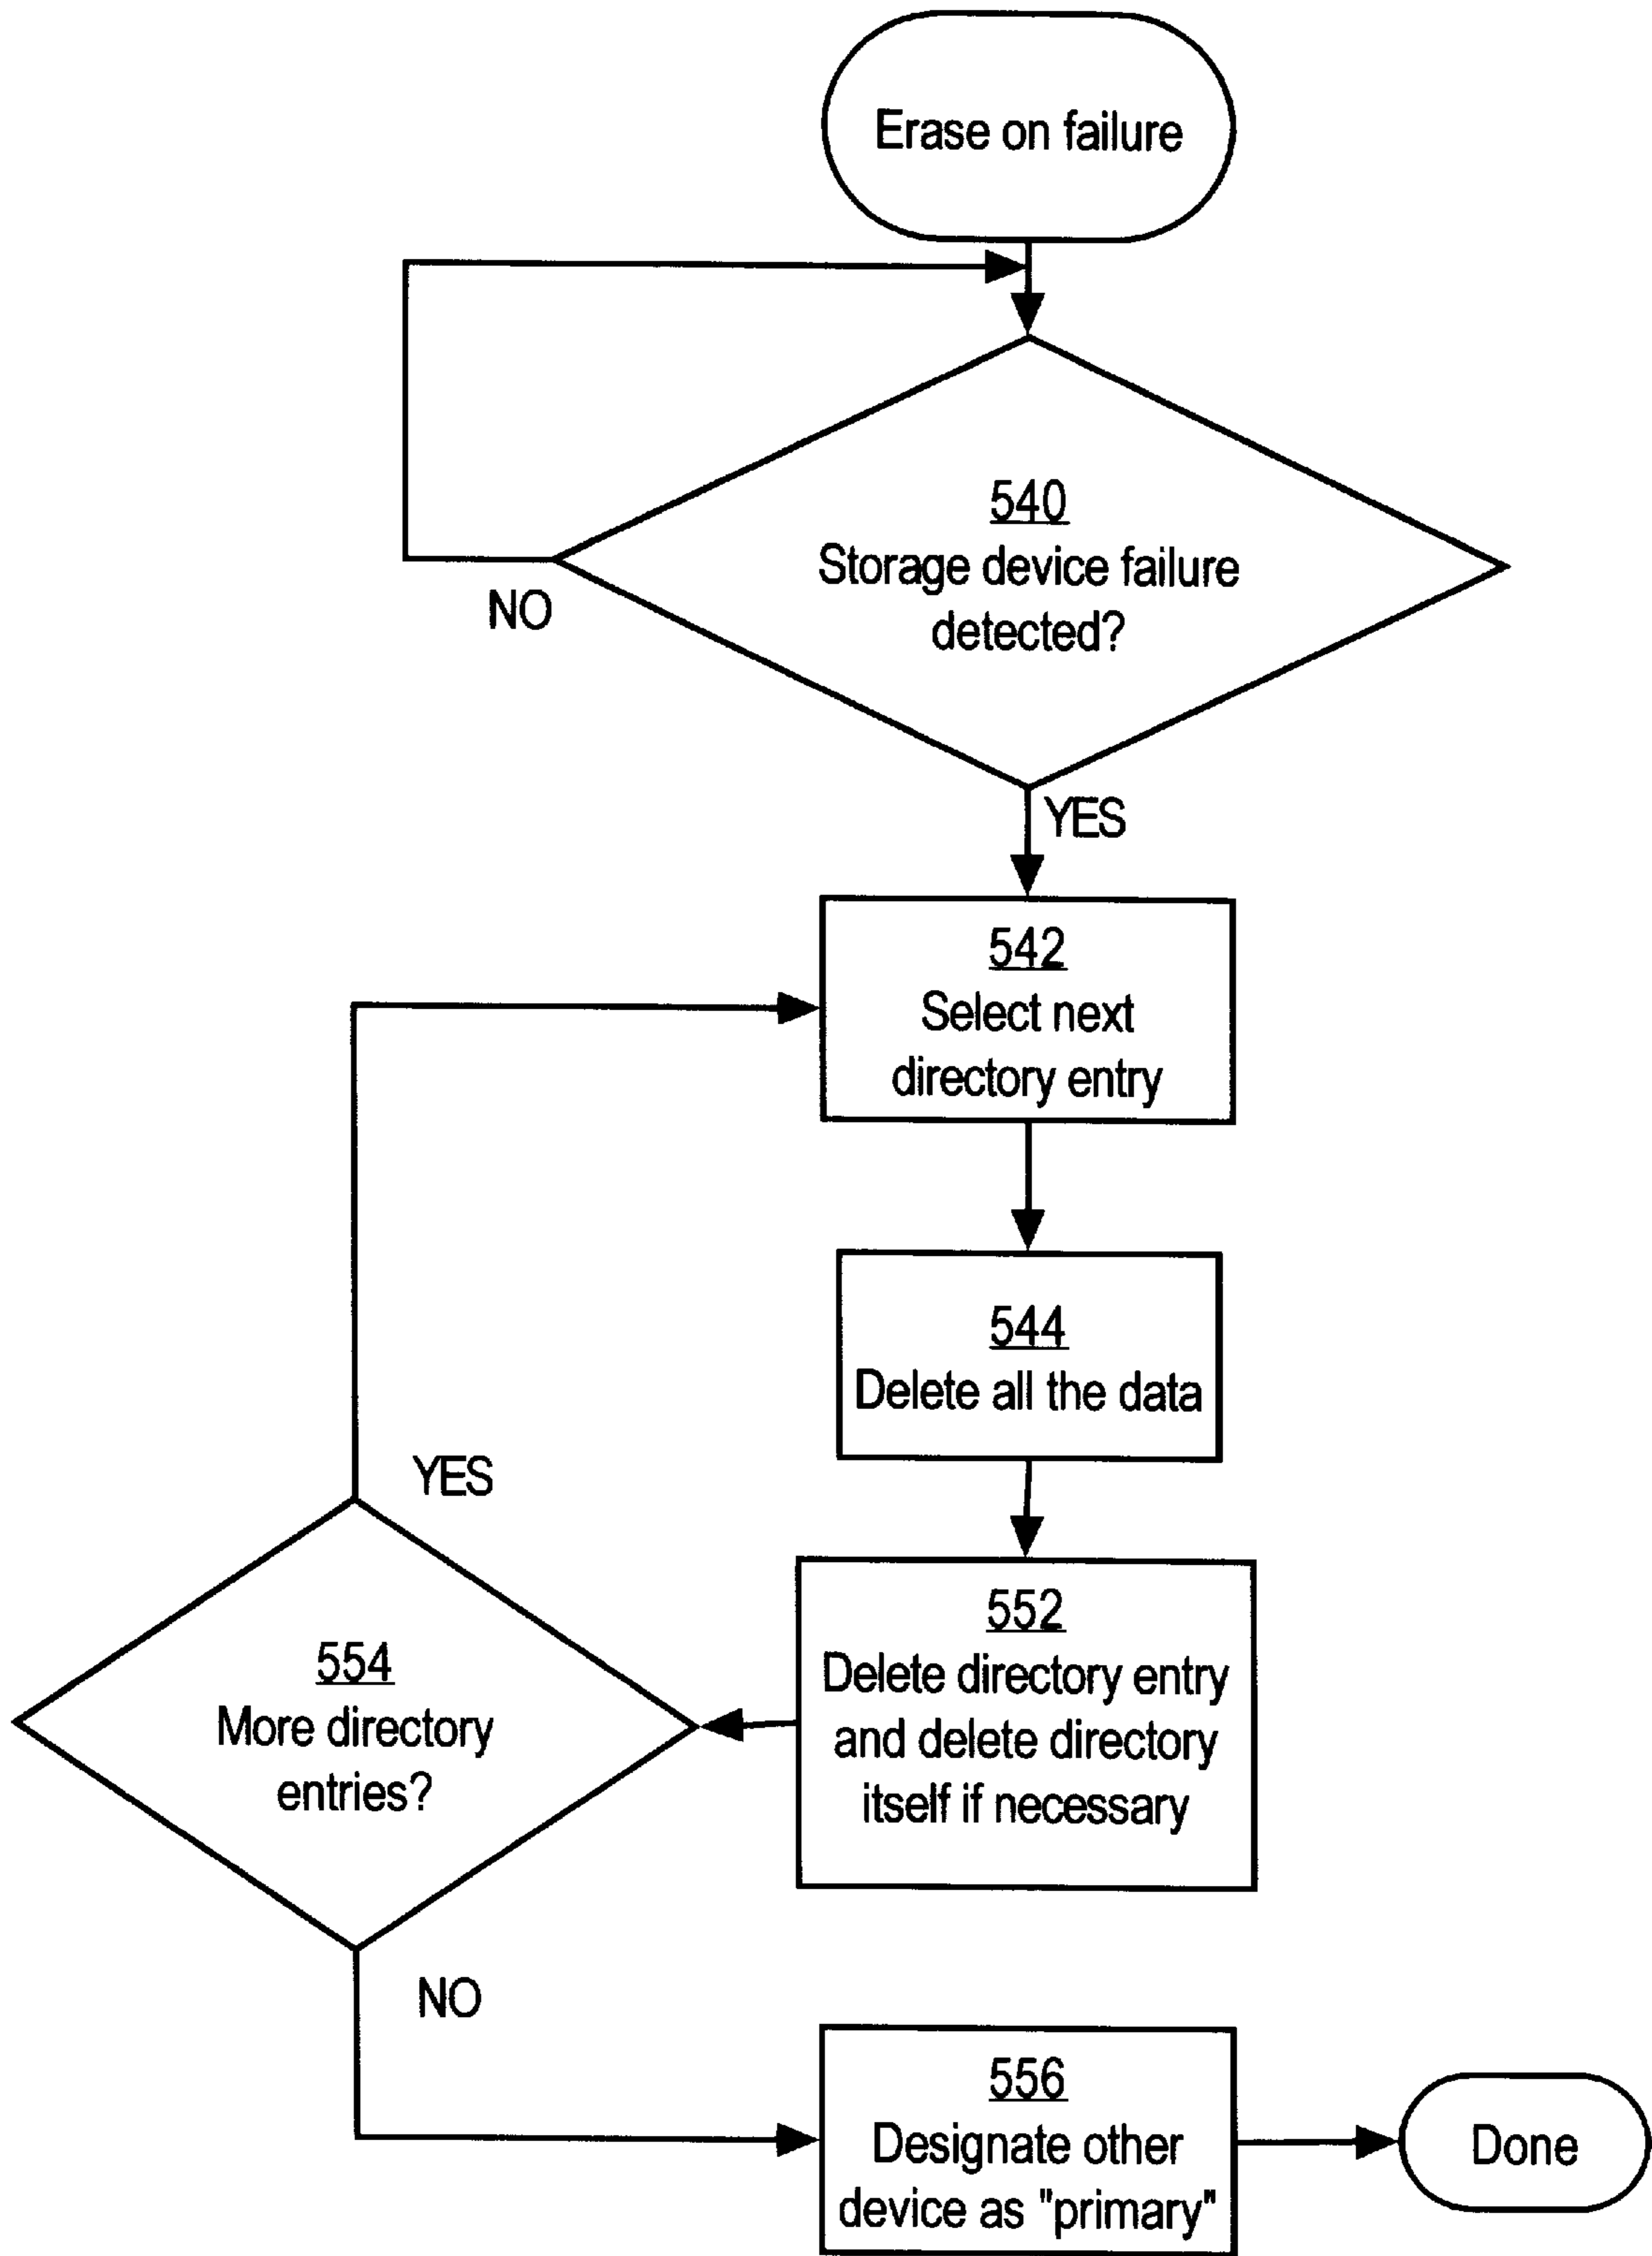 Erase on failure
540
Storage device failure
detected?
NO
YES
542
Select next
directory entry
544
Delete all the data
YES
552
Delete directory entry
and delete directory
itself if necessary
554
More directory
entries?
NO
556
Designate other
device as "primary"
Done